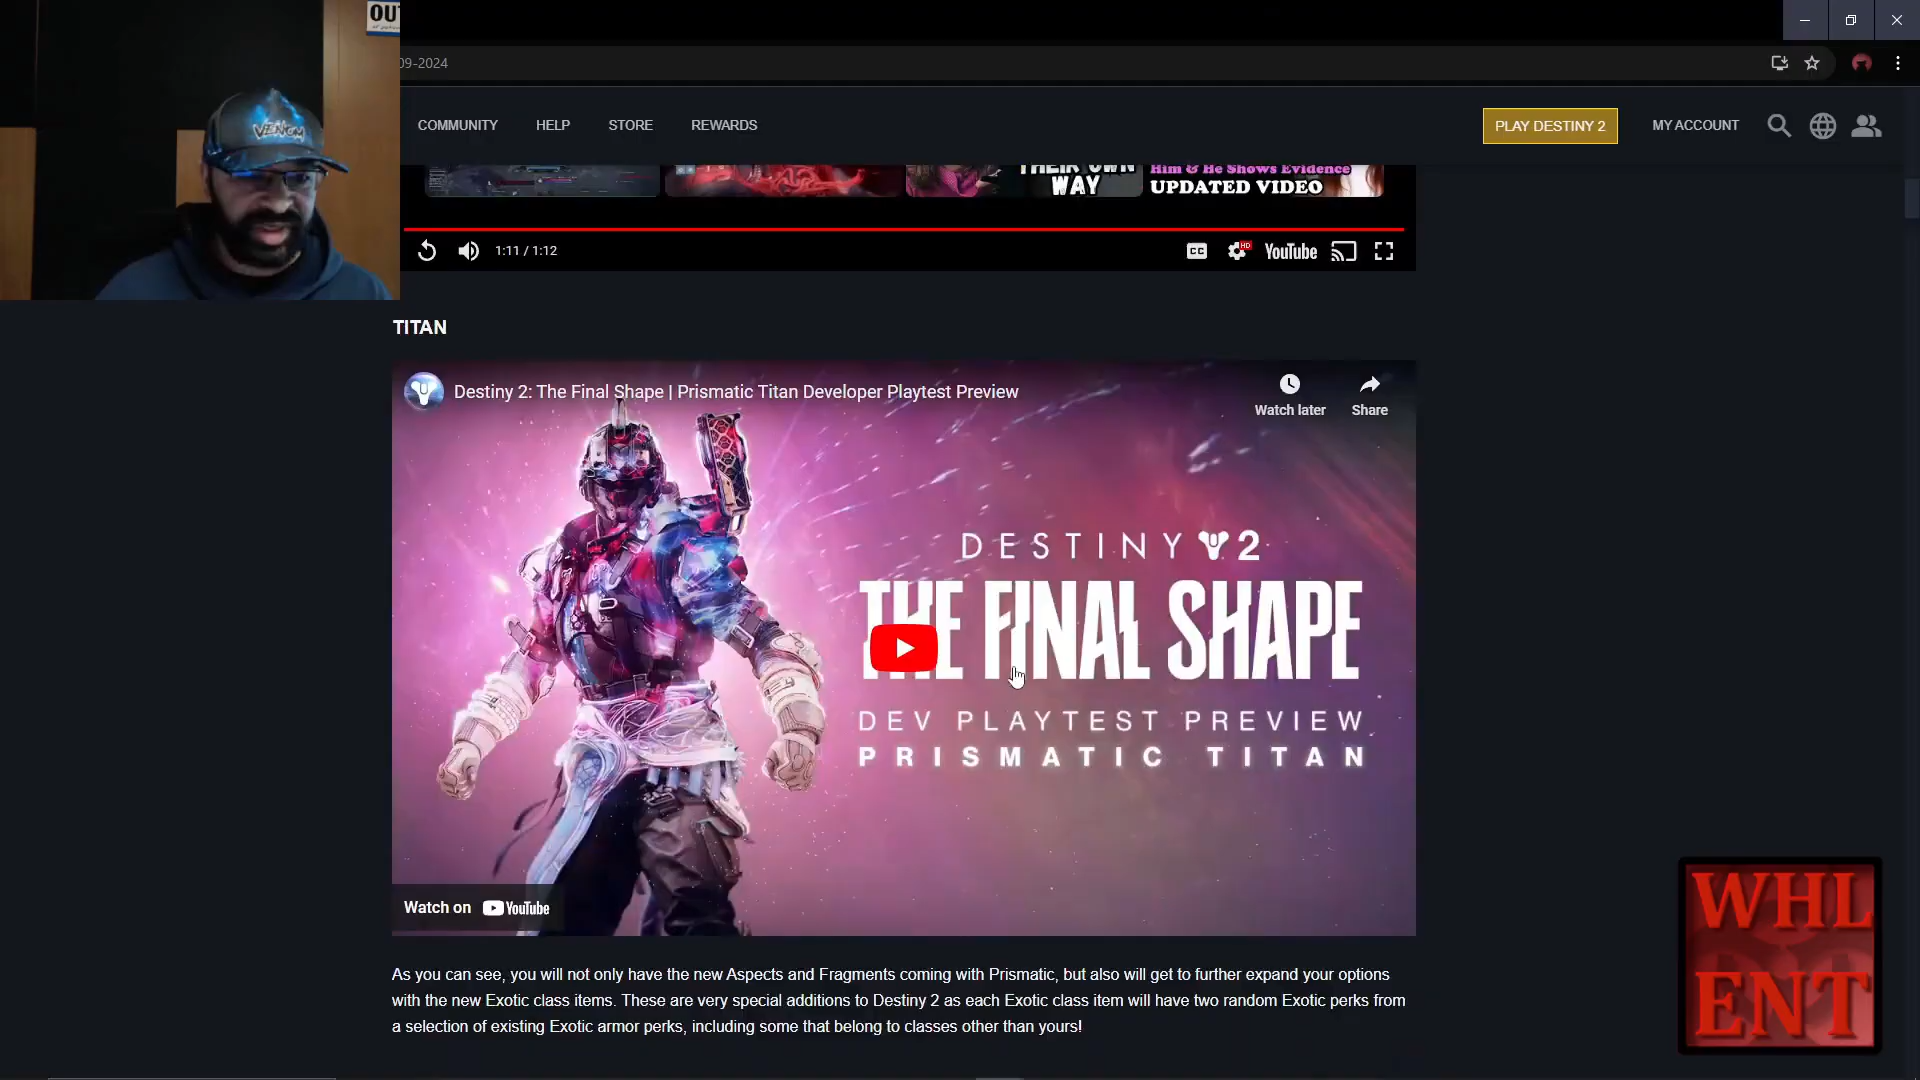 OU
VENOM
09-2024
COMMUNITY HELP STORE REWARDS
PLAY DESTINY 2
MY ACCOUNT
THEIR OWN
WAY
Him & He Shows Evidence
UPDATED VIDEO
1:11 / 1:12
CC
HD
YouTube
TITAN
Destiny 2: The Final Shape | Prismatic Titan Developer Playtest Preview
Watch later
Share
DESTINY 2
THE FINAL SHAPE
DEV PLAYTEST PREVIEW
PRISMATIC TITAN
Watch on YouTube
As you can see, you will not only have the new Aspects and Fragments coming with Prismatic, but also will get to further expand your options
with the new Exotic class items. These are very special additions to Destiny 2 as each Exotic class item will have two random Exotic perks from
a selection of existing Exotic armor perks, including some that belong to classes other than yours!
WHL
ENT